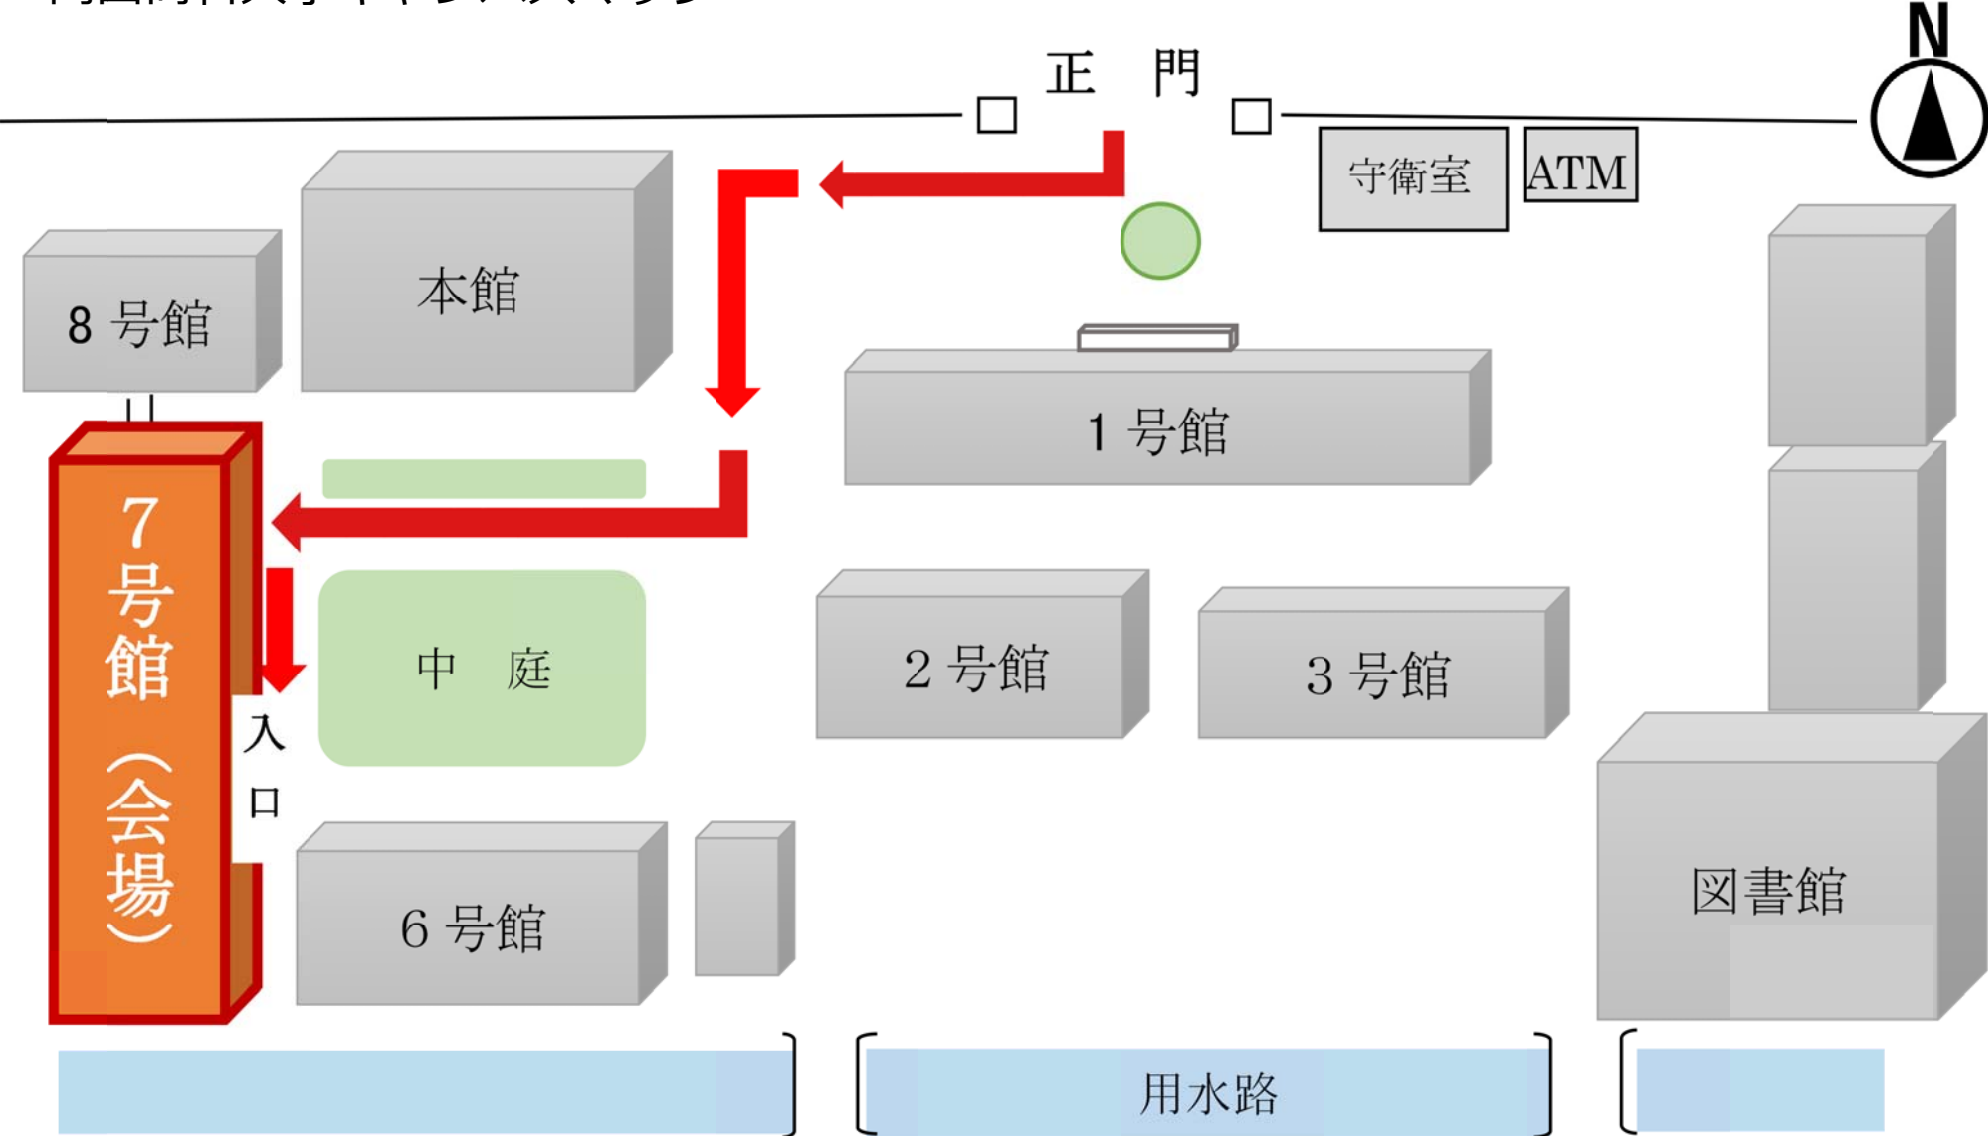 N
正 門
守衛室
ATM
本館
8号館
1号館
7号館（会場）
中 庭
2号館
3号館
入口
図書館
6号館
用水路